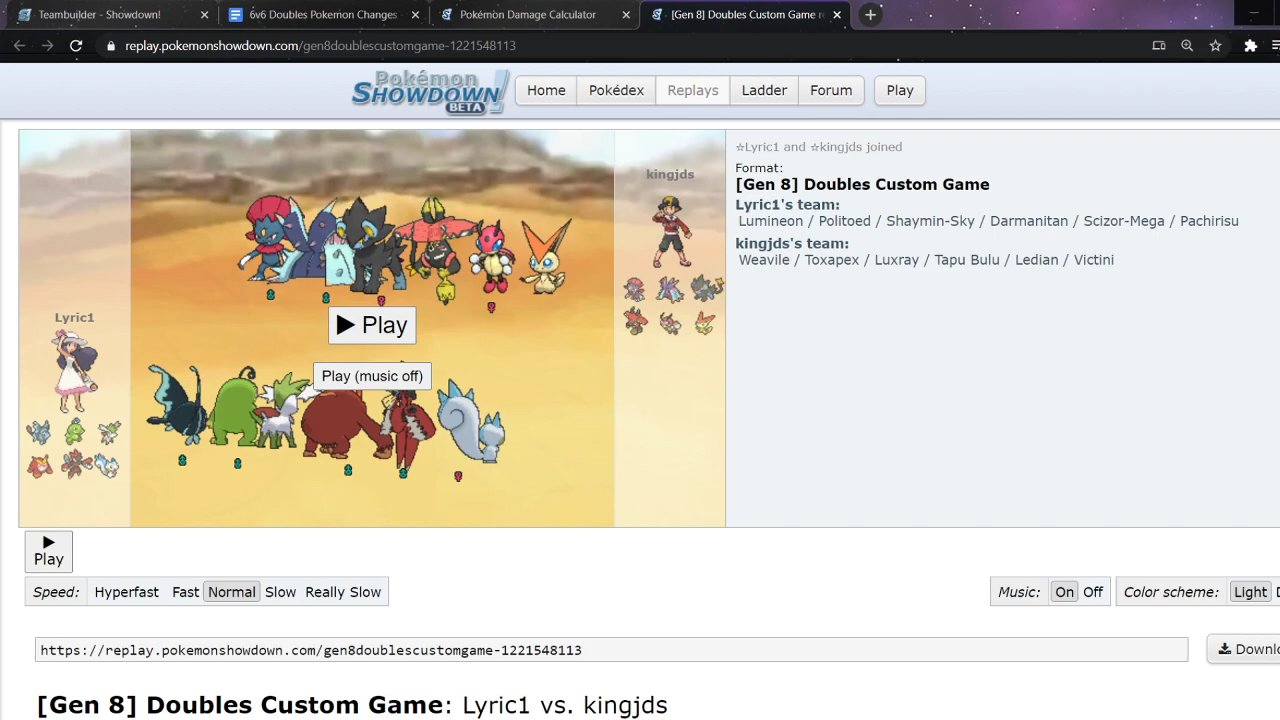 Teambuilder - Showdown!
6v6 Doubles Pokemon Changes -
Pokémon Damage Calculator
[Gen 8] Doubles Custom Game re
replay.pokemonshowdown.com/gen8doublescustomgame-1221548113
Pokémon
SHOWDOWN!
BETA
Home
Pokédex
Replays
Ladder
Forum
Play
Lyric1
kingjds
▶ Play
Play (music off)
☆Lyric1 and ☆kingjds joined
Format:
[Gen 8] Doubles Custom Game
Lyric1's team:
Lumineon / Politoed / Shaymin-Sky / Darmanitan / Scizor-Mega / Pachirisu
kingjds's team:
Weavile / Toxapex / Luxray / Tapu Bulu / Ledian / Victini
▶
Play
Speed: Hyperfast Fast Normal Slow Really Slow
Music: On Off
Color scheme: Light D
https://replay.pokemonshowdown.com/gen8doublescustomgame-1221548113
Downlo
[Gen 8] Doubles Custom Game: Lyric1 vs. kingjds